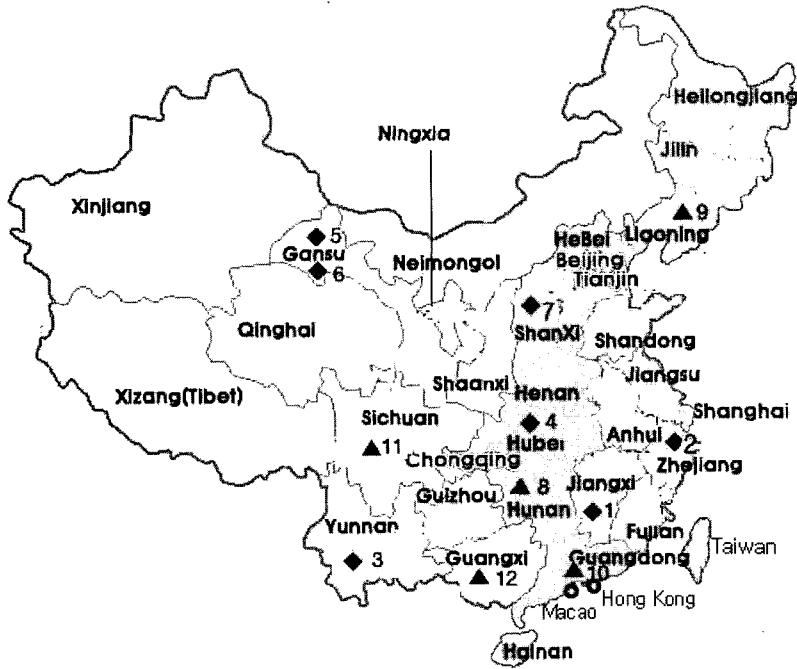 Heilongjiang
Ningxia
Jilin
Xinjiang
9
5
HeBei
Liaoning
Gansu
Neimongol
Beijing
6
Tianjin
7
Qinghai
ShanXi
Shandong
Jiangsu
Shaanxi
Xizang(Tibet)
Henan
Shanghai
Sichuan
4
Anhui
2
11
Hubei
Chongqing
Zhejiang
8
Jiangxi
Guizhou
Hunan
1
Yunnan
Fujian
Taiwan
3
Guangxi
Guangdong
12
10
Hong Kong
Macao
Hainan